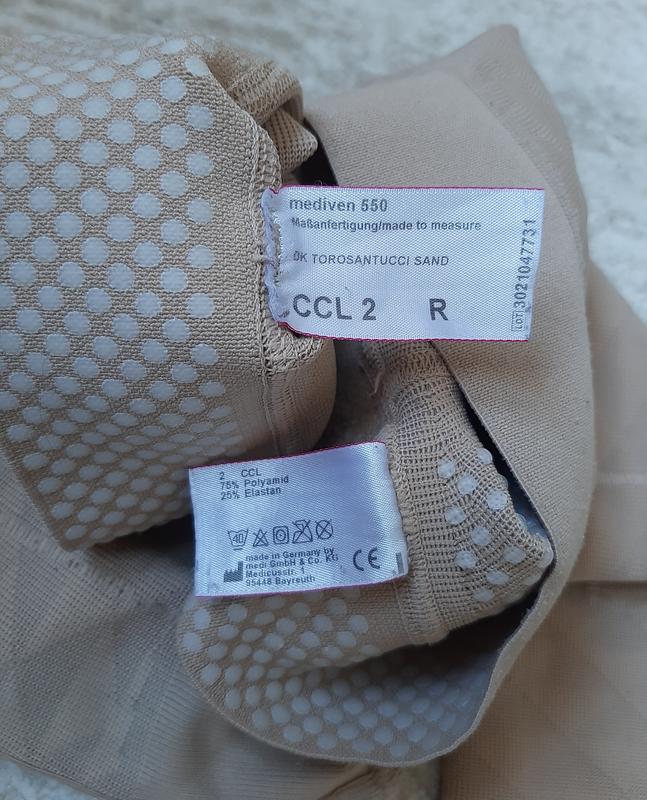 mediven 550
Maßanfertigung/made to measure
OK TOROSANTUCCI SAND
CCL 2 R
LOT 3021047731
2 CCL
75% Polyamid
25% Elastan
40
made in Germany by
medi GmbH & Co. KG
Medicusstr. 1
95448 Bayreuth
CE